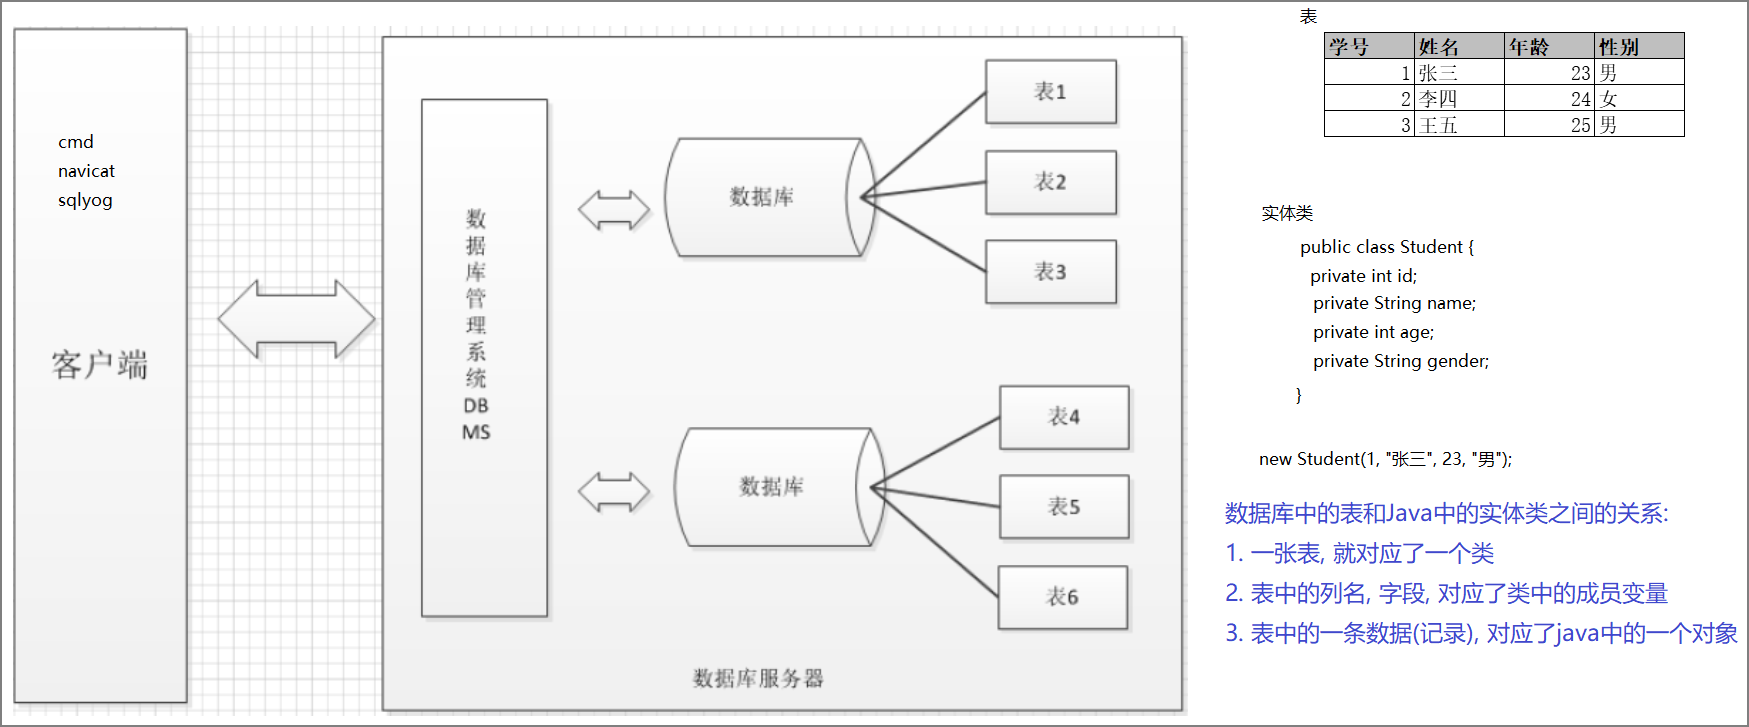 cmd
navicat
sqlyog
客户端
数
据
库
管
理
系
统
DB
MS
数据库
表1
表2
表3
数据库
表4
表5
表6
数据库服务器
表
学号 姓名 年龄 性别
1 张三 23 男
2 李四 24 女
3 王五 25 男
实体类
public class Student {
private int id;
private String name;
private int age;
private String gender;
}
new Student(1, "张三", 23, "男");
数据库中的表和Java中的实体类之间的关系:
1. 一张表, 就对应了一个类
2. 表中的列名, 字段, 对应了类中的成员变量
3. 表中的一条数据(记录), 对应了java中的一个对象